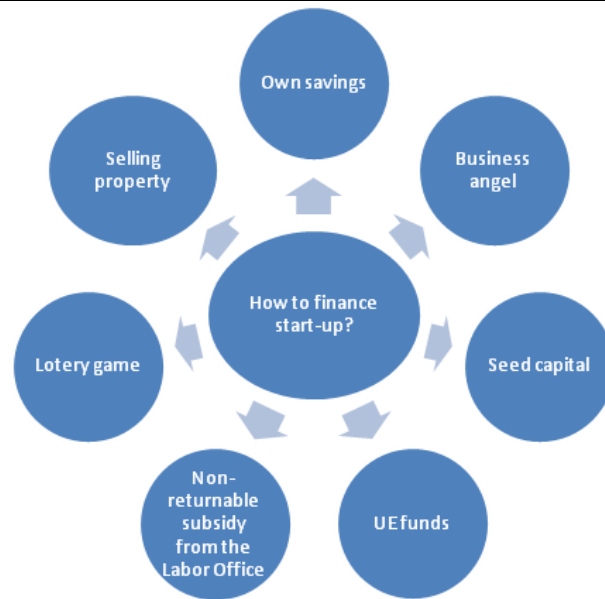 Own savings
Business
angel
Seed capital
UE funds
Non-
returnable
subsidy
from the
Labor Office
Lotery game
Selling
property
How to finance
start-up?